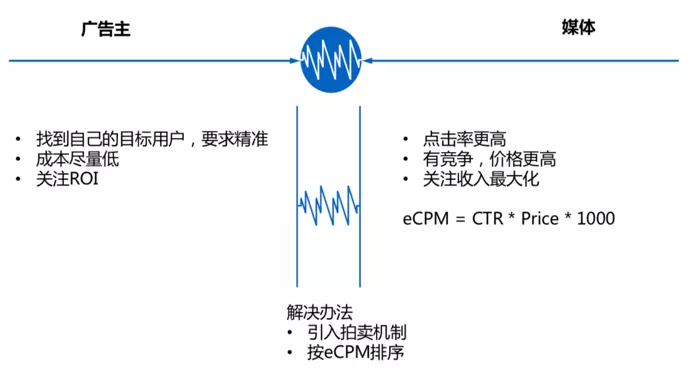 广告主
媒体
• 找到自己的目标用户，要求精准
• 成本尽量低
• 关注ROI
• 点击率更高
• 有竞争，价格更高
• 关注收入最大化
eCPM = CTR * Price * 1000
解决办法
• 引入拍卖机制
• 按eCPM排序